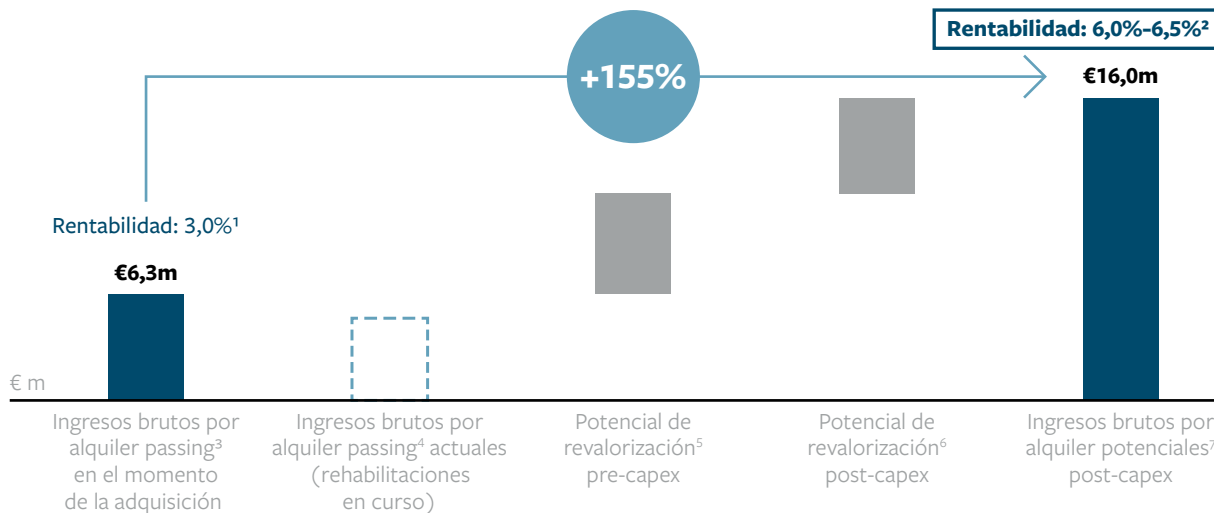 Rentabilidad: 6,0%-6,5%²
+155%
€16,0m
Rentabilidad: 3,0%¹
€6,3m
€ m
Ingresos brutos por
alquiler passing³
en el momento
de la adquisición
Ingresos brutos por
alquiler passing⁴ actuales
(rehabilitaciones
en curso)
Potencial de
revalorización⁵
pre-capex
Potencial de
revalorización⁶
post-capex
Ingresos brutos por
alquiler potenciales⁷
post-capex